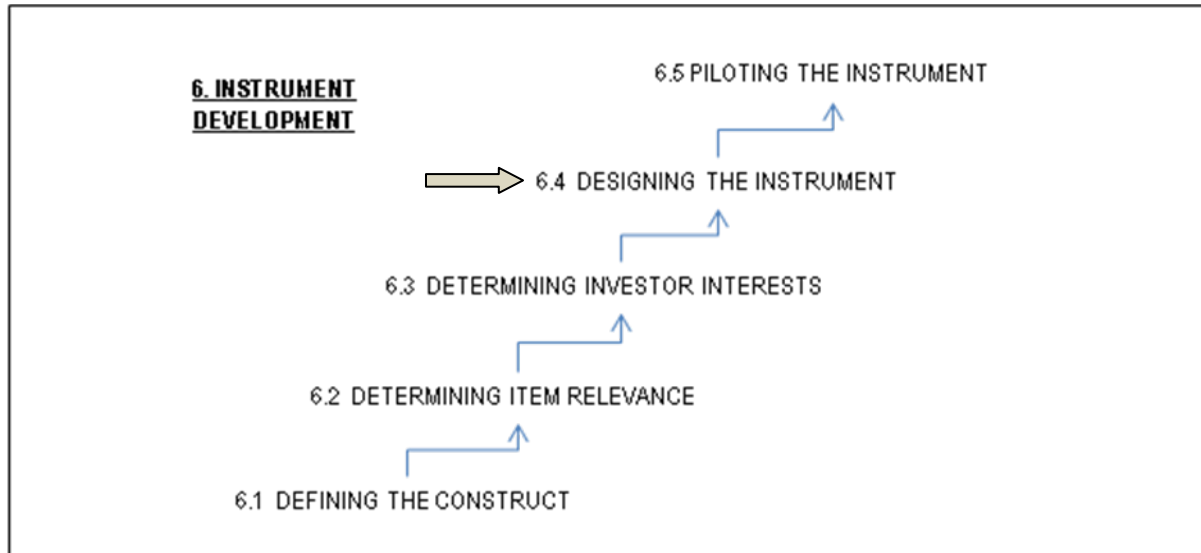 6. INSTRUMENT
DEVELOPMENT
6.5 PILOTING THE INSTRUMENT
6.4 DESIGNING THE INSTRUMENT
6.3 DETERMINING INVESTOR INTERESTS
6.2 DETERMINING ITEM RELEVANCE
6.1 DEFINING THE CONSTRUCT